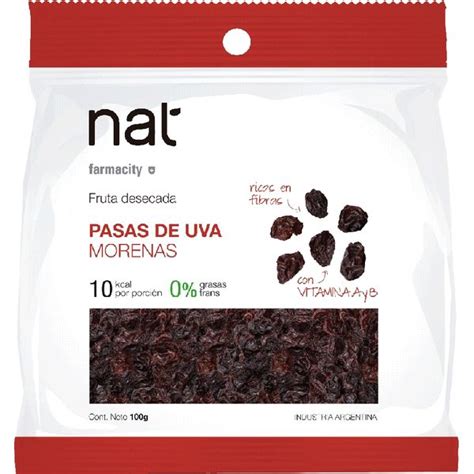 nat
farmacity
Fruta desecada
PASAS DE UVA
MORENAS
10 kcal por porción 0% grasas trans
ricos en
fibras
con
VITAMINA A y B
Cont. Neto 100g
INDUSTRIA ARGENTINA